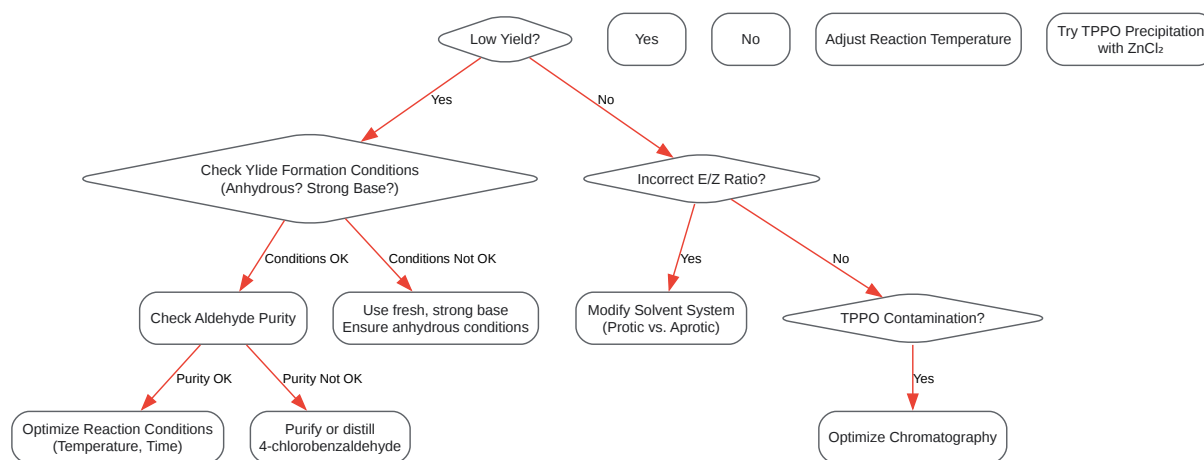 Low Yield?
Yes
No
Adjust Reaction Temperature
Try TPPO Precipitation
with ZnCl₂
Yes
No
Check Ylide Formation Conditions
(Anhydrous? Strong Base?)
Incorrect E/Z Ratio?
Conditions OK
Conditions Not OK
Yes
No
Check Aldehyde Purity
Use fresh, strong base
Ensure anhydrous conditions
Modify Solvent System
(Protic vs. Aprotic)
TPPO Contamination?
Purity OK
Purity Not OK
Yes
Optimize Reaction Conditions
(Temperature, Time)
Purify or distill
4-chlorobenzaldehyde
Optimize Chromatography